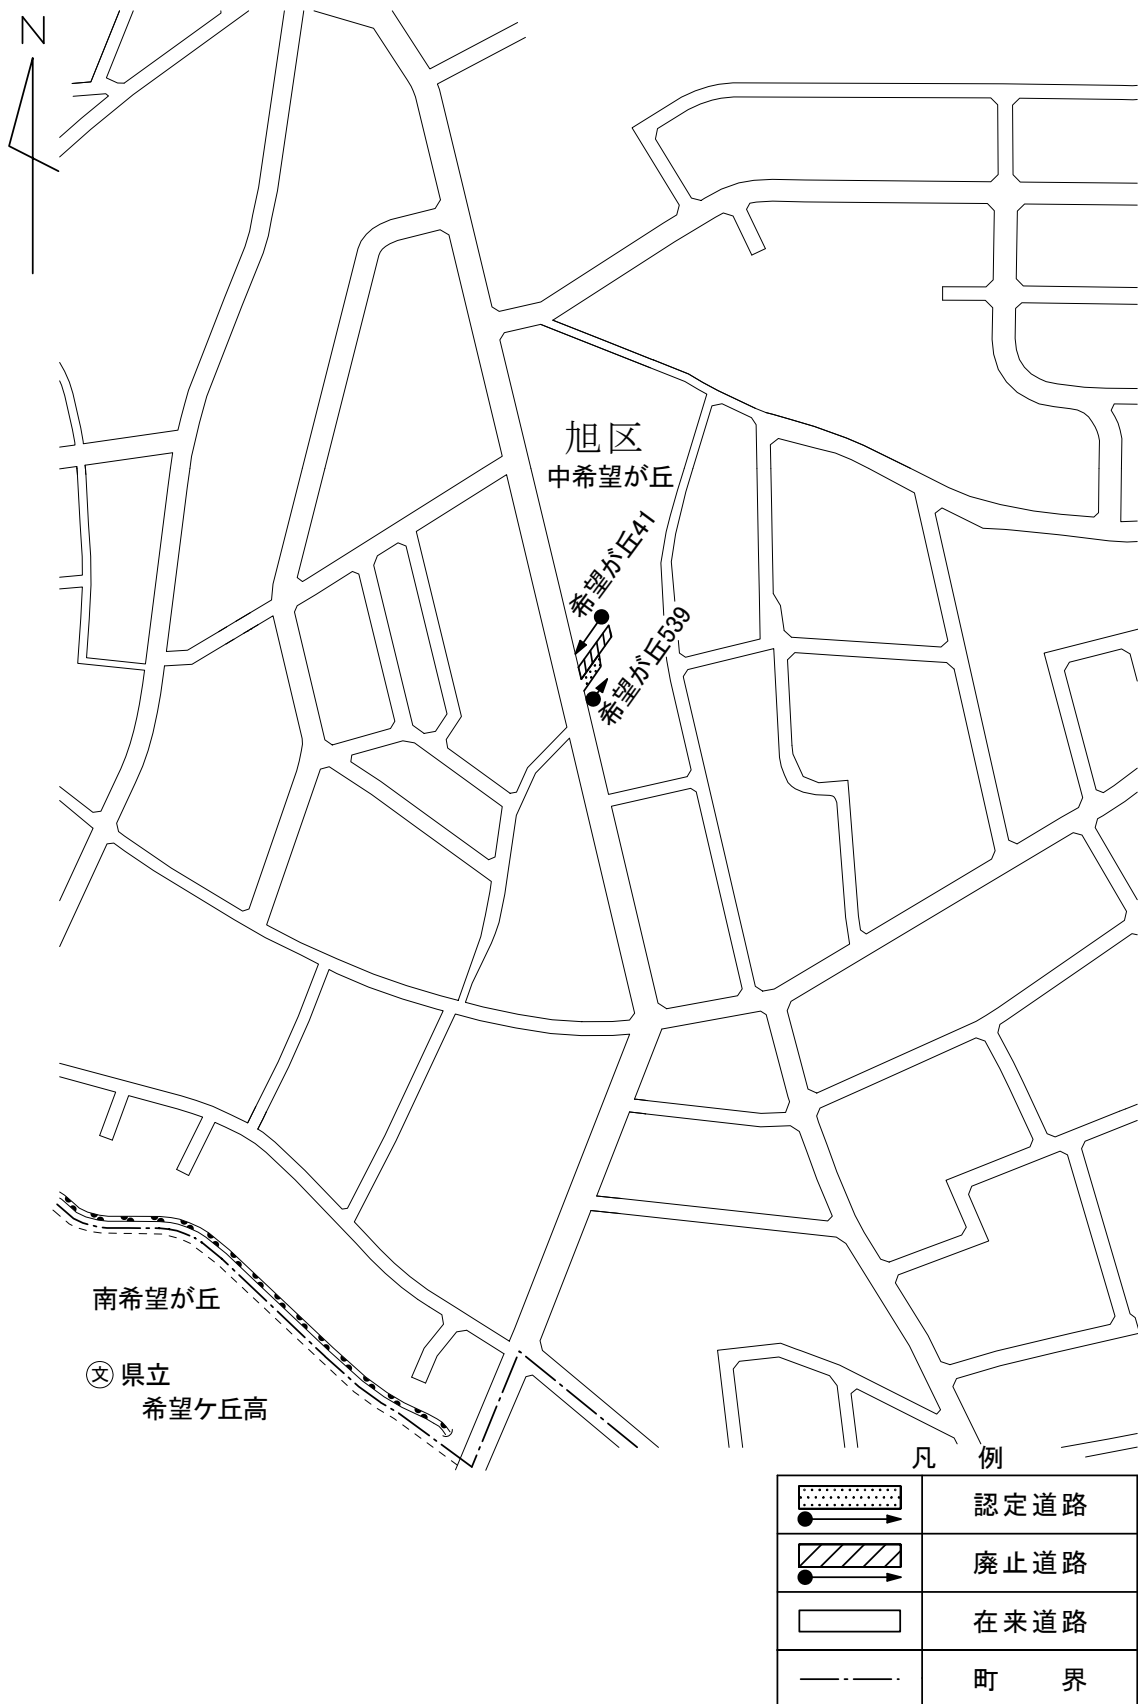 N
旭区
中希望が丘
希望が丘41
希望が丘539
南希望が丘
文 県立
希望ケ丘高
凡 例
認定道路
廃止道路
在来道路
町 界